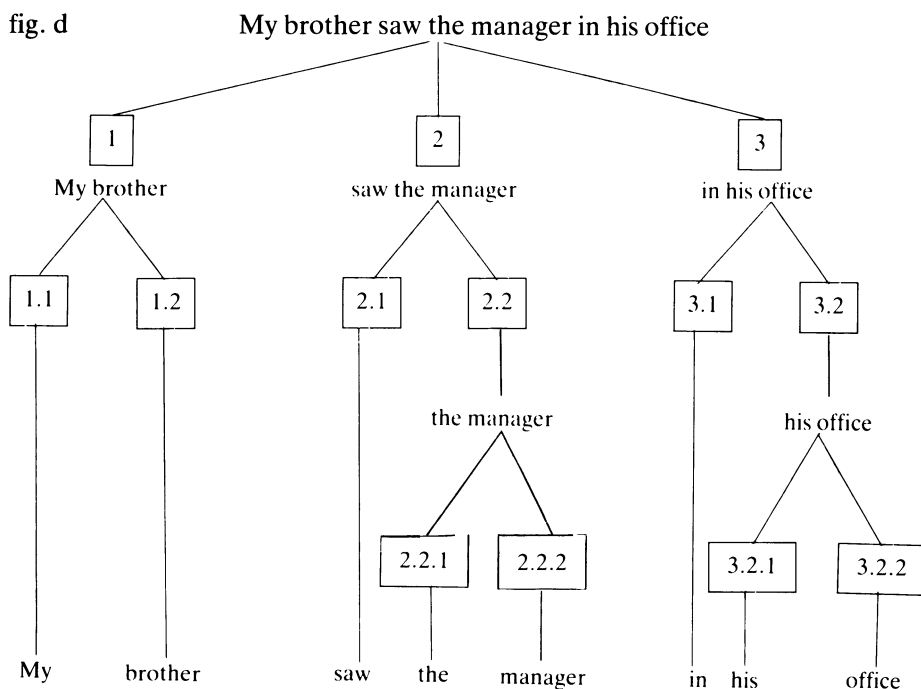 fig. d My brother saw the manager in his office
1 2 3
My brother saw the manager in his office
1.1 1.2 2.1 2.2 3.1 3.2
the manager his office
2.2.1 2.2.2 3.2.1 3.2.2
My brother saw the manager in his office